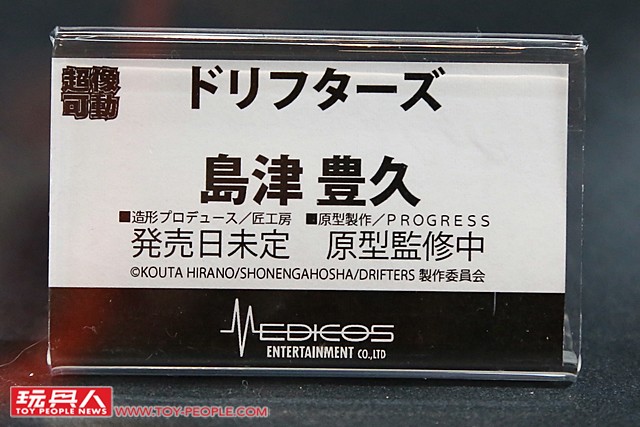 超像可動
ドリフターズ
島津 豊久
■造形プロデュース／匠工房 ■原型製作／PROGRESS
発売日未定 原型監修中
©KOUTA HIRANO/SHONENGAHOSHA/DRIFTERS 製作委員会
MEDICOS
ENTERTAINMENT CO.,LTD
玩具人
TOY PEOPLE NEWS WWW.TOY-PEOPLE.COM